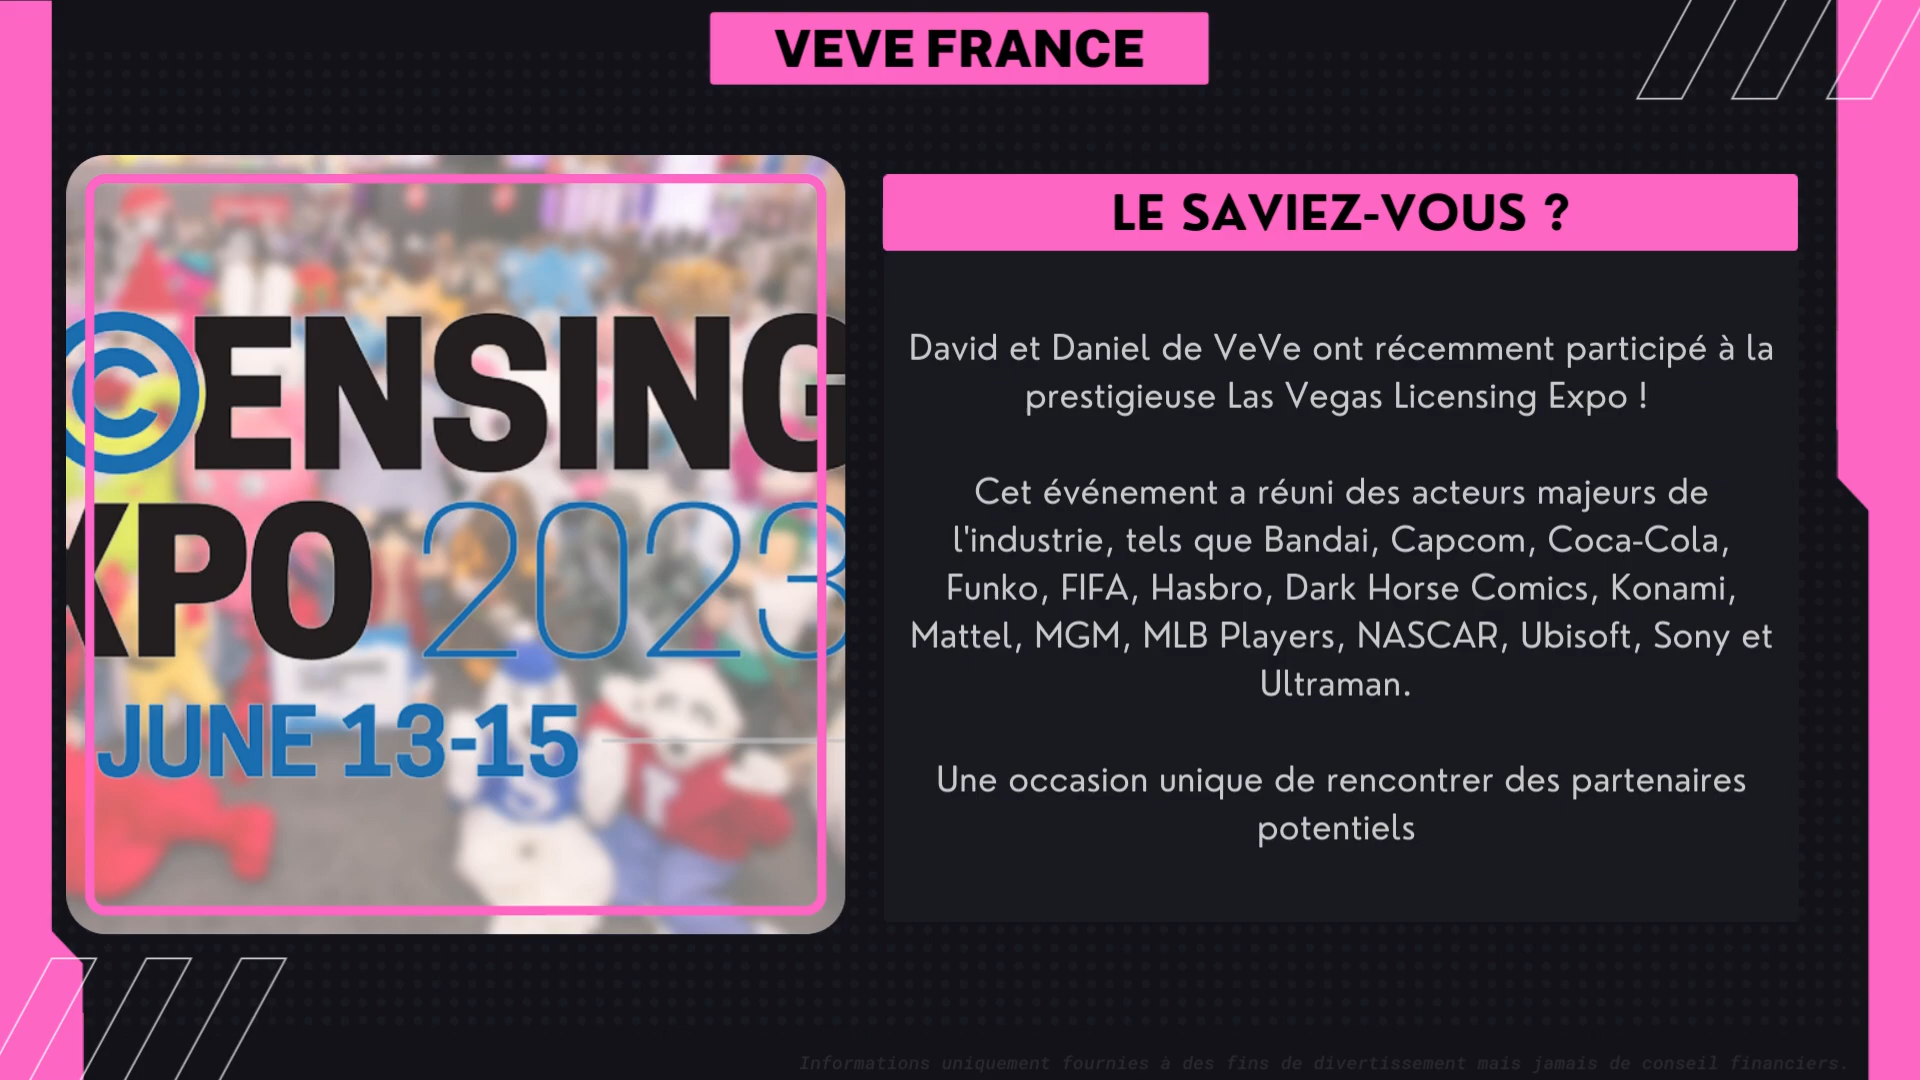 VEVE FRANCE
©ENSING
XPO 2023
JUNE 13-15
LE SAVIEZ-VOUS ?
David et Daniel de VeVe ont récemment participé à la
prestigieuse Las Vegas Licensing Expo !
Cet événement a réuni des acteurs majeurs de
l'industrie, tels que Bandai, Capcom, Coca-Cola,
Funko, FIFA, Hasbro, Dark Horse Comics, Konami,
Mattel, MGM, MLB Players, NASCAR, Ubisoft, Sony et
Ultraman.
Une occasion unique de rencontrer des partenaires
potentiels
Informations uniquement fournies à des fins de divertissement mais jamais de conseil financiers.